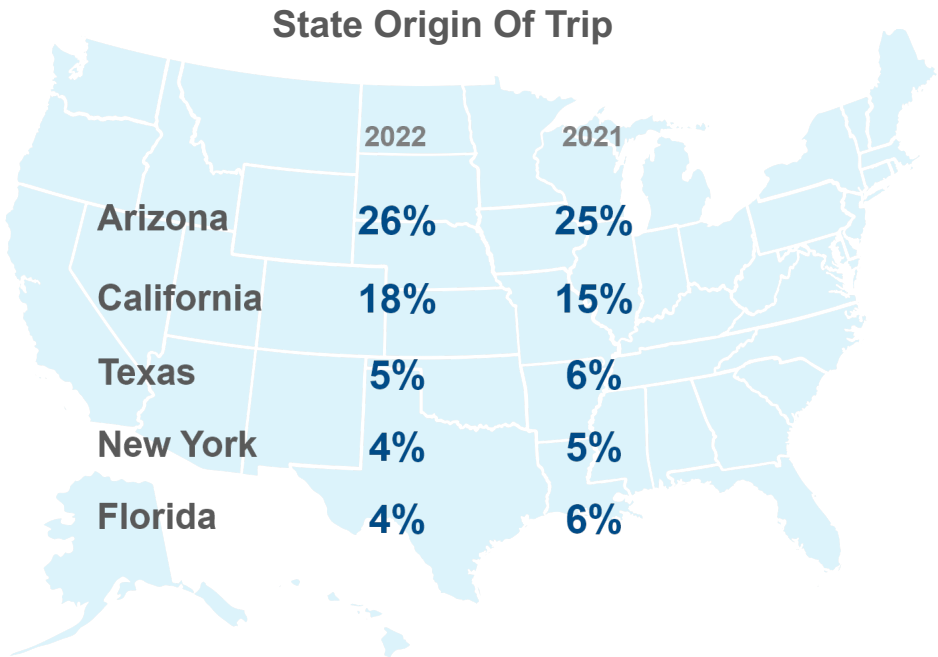 State Origin Of Trip
2022 2021
Arizona 26% 25%
California 18% 15%
Texas 5% 6%
New York 4% 5%
Florida 4% 6%